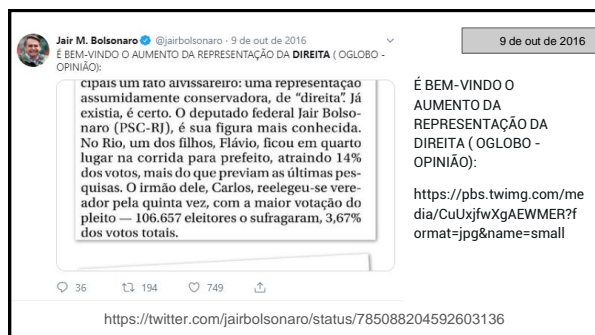 Jair M. Bolsonaro @jairbolsonaro · 9 de out de 2016
É BEM-VINDO O AUMENTO DA REPRESENTAÇÃO DA DIREITA ( OGLOBO -
OPINIÃO):
cipais um fato alvissareiro: uma representação
assumidamente conservadora, de “direita”. Já
existia, é certo. O deputado federal Jair Bolso-
naro (PSC-RJ), é sua figura mais conhecida.
No Rio, um dos filhos, Flávio, ficou em quarto
lugar na corrida para prefeito, atraindo 14%
dos votos, mais do que previam as últimas pes-
quisas. O irmão dele, Carlos, reelegeu-se vere-
ador pela quinta vez, com a maior votação do
pleito — 106.657 eleitores o sufragaram, 3,67%
dos votos totais.
36 194 749
https://twitter.com/jairbolsonaro/status/785088204592603136
9 de out de 2016
É BEM-VINDO O
AUMENTO DA
REPRESENTAÇÃO DA
DIREITA ( OGLOBO -
OPINIÃO):
https://pbs.twimg.com/me
dia/CuUxjfwXgAEWMER?f
ormat=jpg&name=small